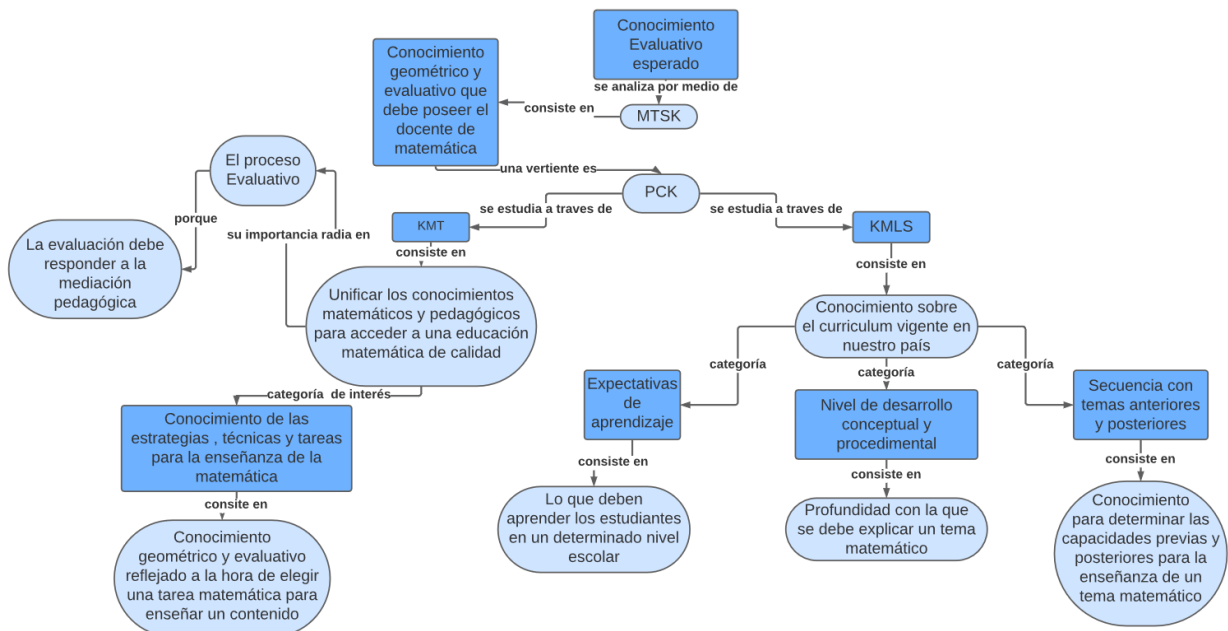 Conocimiento
Evaluativo
esperado
se analiza por medio de
MTSK
consiste en
Conocimiento
geométrico y
evaluativo que
debe poseer el
docente de
matemática
una vertiente es
PCK
se estudia a traves de
se estudia a traves de
KMT
consiste en
Unificar los conocimientos
matemáticos y pedagógicos
para acceder a una educación
matemática de calidad
su importancia radia en
El proceso
Evaluativo
porque
La evaluación debe
responder a la
mediación
pedagógica
categoría de interés
Conocimiento de las
estrategias , técnicas y tareas
para la enseñanza de la
matemática
consite en
Conocimiento
geométrico y evaluativo
reflejado a la hora de elegir
una tarea matemática para
enseñar un contenido
KMLS
consiste en
Conocimiento sobre
el curriculum vigente en
nuestro país
categoría
categoría
categoría
Expectativas
de
aprendizaje
consiste en
Lo que deben
aprender los estudiantes
en un determinado nivel
escolar
Nivel de desarrollo
conceptual y
procedimental
consiste en
Profundidad con la que
se debe explicar un tema
matemático
Secuencia con
temas anteriores
y posteriores
consiste en
Conocimiento
para determinar las
capacidades previas y
posteriores para la
enseñanza de un
tema matemático